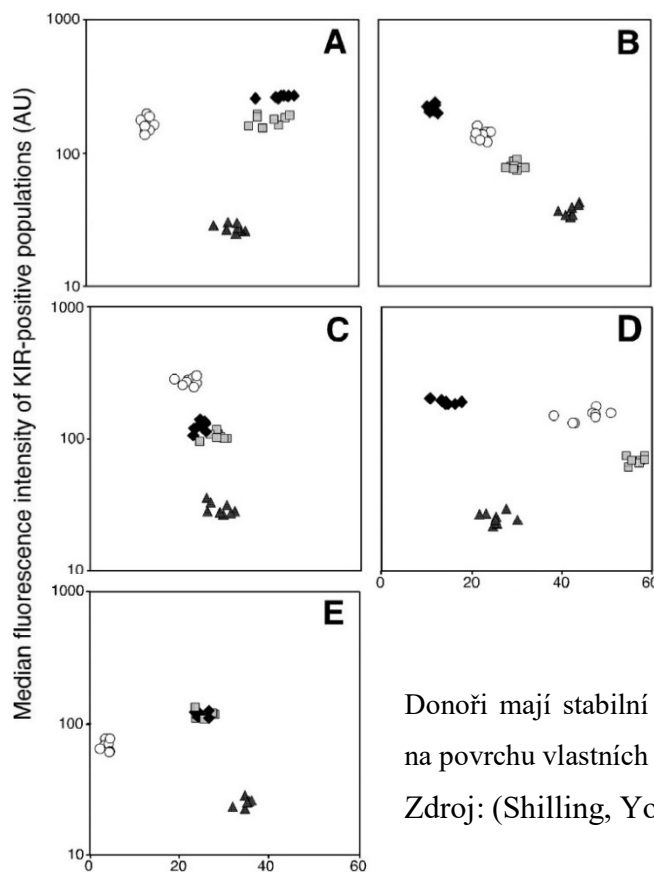 Median fluorescence intensity of KIR-positive populations (AU)
1000
A
B
100
10
1000
C
D
100
10
0
20
40
60
1000
E
100
10
0
20
40
60
Donoři mají stabilní
na povrchu vlastních
Zdroj: (Shilling, Yo